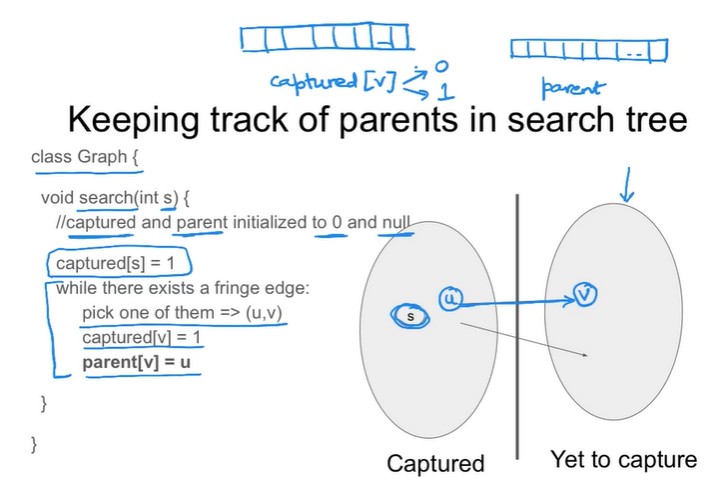 captured[v] → 0
→ 1
parent
Keeping track of parents in search tree
class Graph {
void search(int s) {
//captured and parent initialized to 0 and null
captured[s] = 1
while there exists a fringe edge:
pick one of them => (u,v)
captured[v] = 1
parent[v] = u
}
}
s
u
v
Captured
Yet to capture